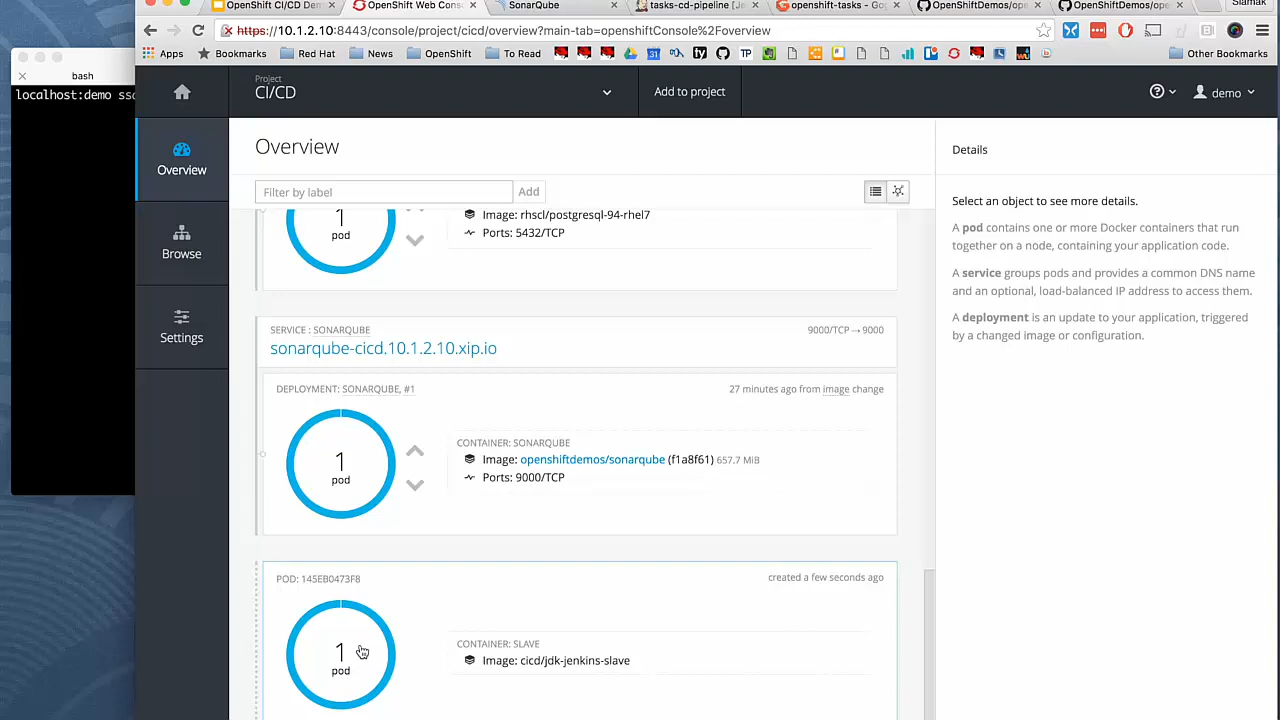 OpenShift CI/CD Dem
OpenShift Web Conso
SonarQube
tasks-cd-pipeline [Je
openshift-tasks - Gog
OpenShiftDemos/ope
OpenShiftDemos/ope
Siamak
https://10.1.2.10:8443/console/project/cicd/overview?main-tab=openshiftConsole%2Foverview
Apps
Bookmarks
Red Hat
News
Openshift
To Read
Other Bookmarks
bash
localhost:demo ss
Project
CI/CD
Add to project
demo
Overview
Browse
Settings
Overview
Filter by label
Add
1
pod
Image: rhscl/postgresql-94-rhel7
Ports: 5432/TCP
SERVICE : SONARQUBE
9000/TCP → 9000
sonarqube-cicd.10.1.2.10.xip.io
DEPLOYMENT: SONARQUBE, #1
27 minutes ago from image change
1
pod
CONTAINER: SONARQUBE
Image: openshiftdemos/sonarqube (f1a8f61) 657.7 MiB
Ports: 9000/TCP
POD: 145EB0473F8
created a few seconds ago
1
pod
CONTAINER: SLAVE
Image: cicd/jdk-jenkins-slave
Details
Select an object to see more details.
A pod contains one or more Docker containers that run
together on a node, containing your application code.
A service groups pods and provides a common DNS name
and an optional, load-balanced IP address to access them.
A deployment is an update to your application, triggered
by a changed image or configuration.